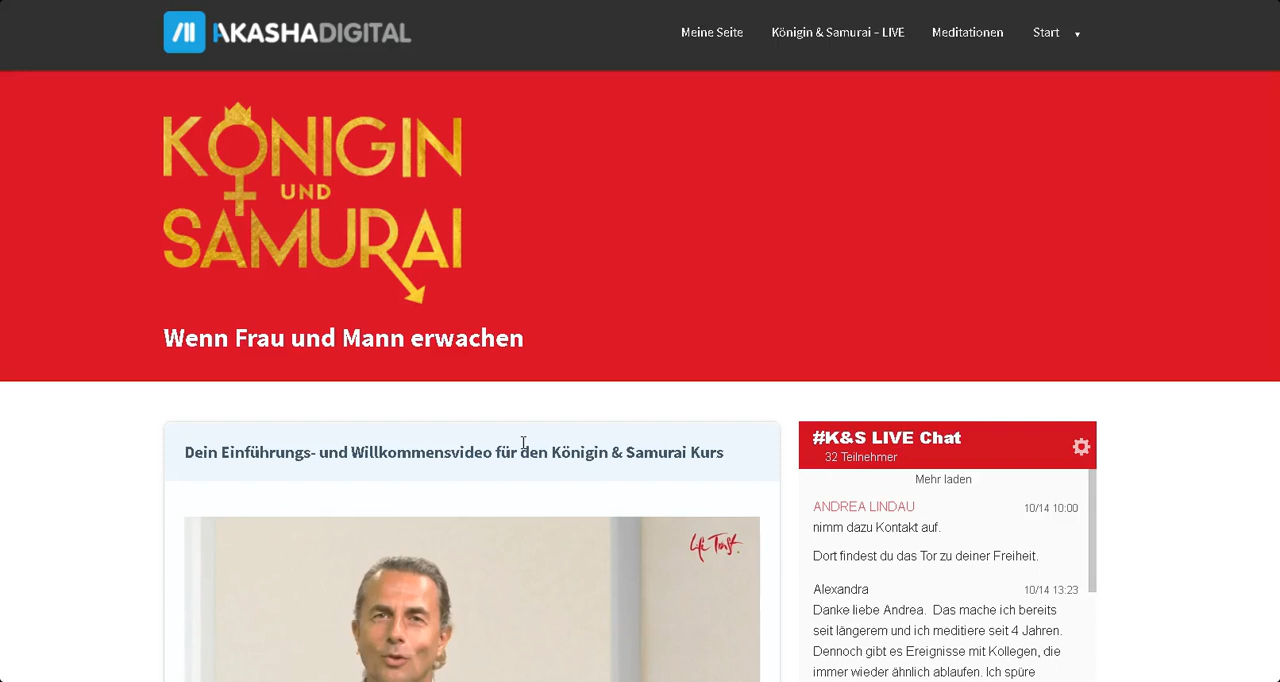 AKASHADIGITAL
Meine Seite
Königin & Samurai – LIVE
Meditationen
Start
KÖNIGIN
UND
SAMURAI
Wenn Frau und Mann erwachen
Dein Einführungs- und Willkommensvideo für den Königin & Samurai Kurs
Life Trust
#K&S LIVE Chat
32 Teilnehmer
Mehr laden
ANDREA LINDAU 10/14 10:00
nimm dazu Kontakt auf.
Dort findest du das Tor zu deiner Freiheit.
Alexandra 10/14 13:23
Danke liebe Andrea. Das mache ich bereits
seit längerem und ich meditiere seit 4 Jahren.
Dennoch gibt es Ereignisse mit Kollegen, die
immer wieder ähnlich ablaufen. Ich spüre